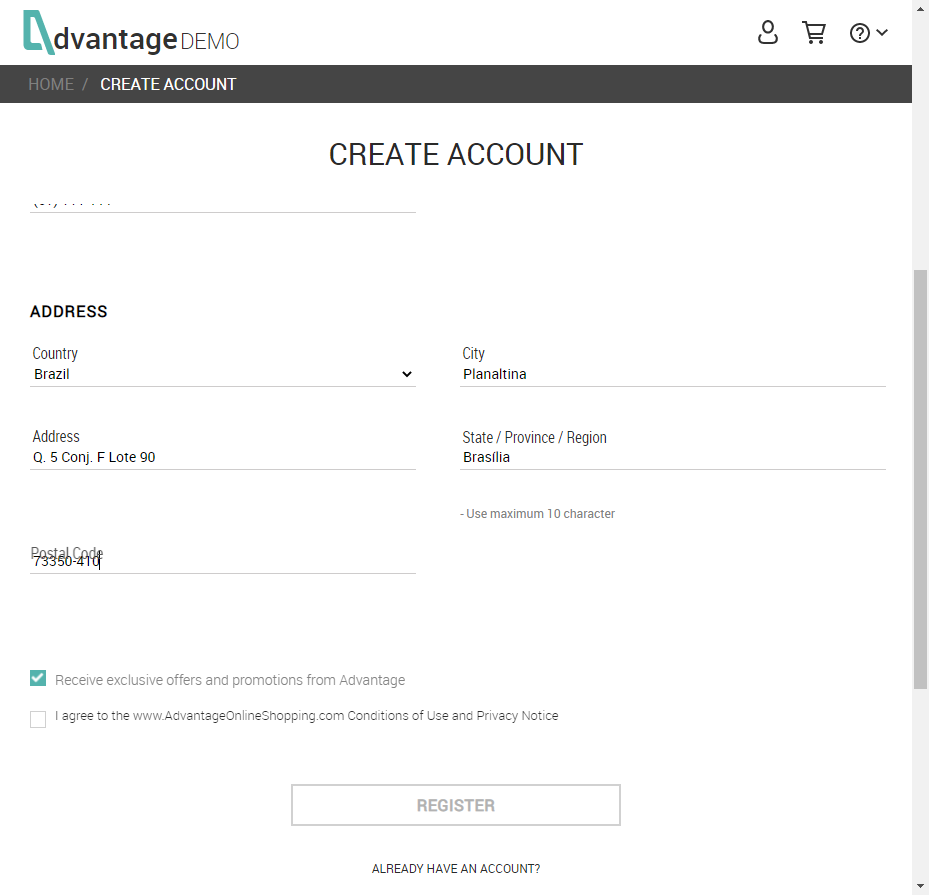 dvantage DEMO
HOME / CREATE ACCOUNT
CREATE ACCOUNT
ADDRESS
Country
Brazil
City
Planaltina
Address
Q. 5 Conj. F Lote 90
State / Province / Region
Brasília
- Use maximum 10 character
Postal Code
73350-410
Receive exclusive offers and promotions from Advantage
I agree to the www.AdvantageOnlineShopping.com Conditions of Use and Privacy Notice
REGISTER
ALREADY HAVE AN ACCOUNT?